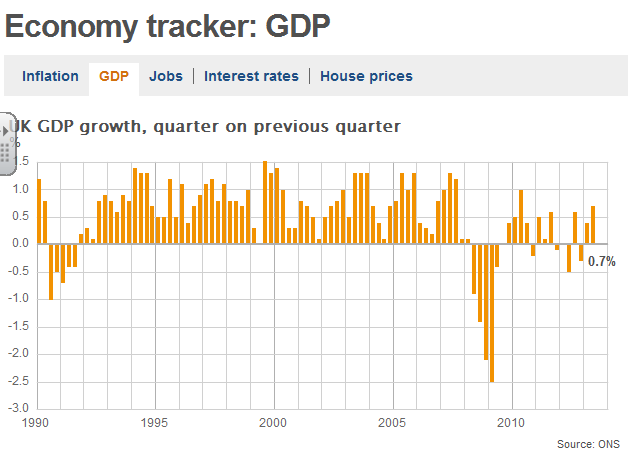 Economy tracker: GDP
Inflation GDP Jobs Interest rates House prices
UK GDP growth, quarter on previous quarter
%
1.5
1.0
0.5
0.0
-0.5
-1.0
-1.5
-2.0
-2.5
-3.0
0.7%
1990 1995 2000 2005 2010
Source: ONS